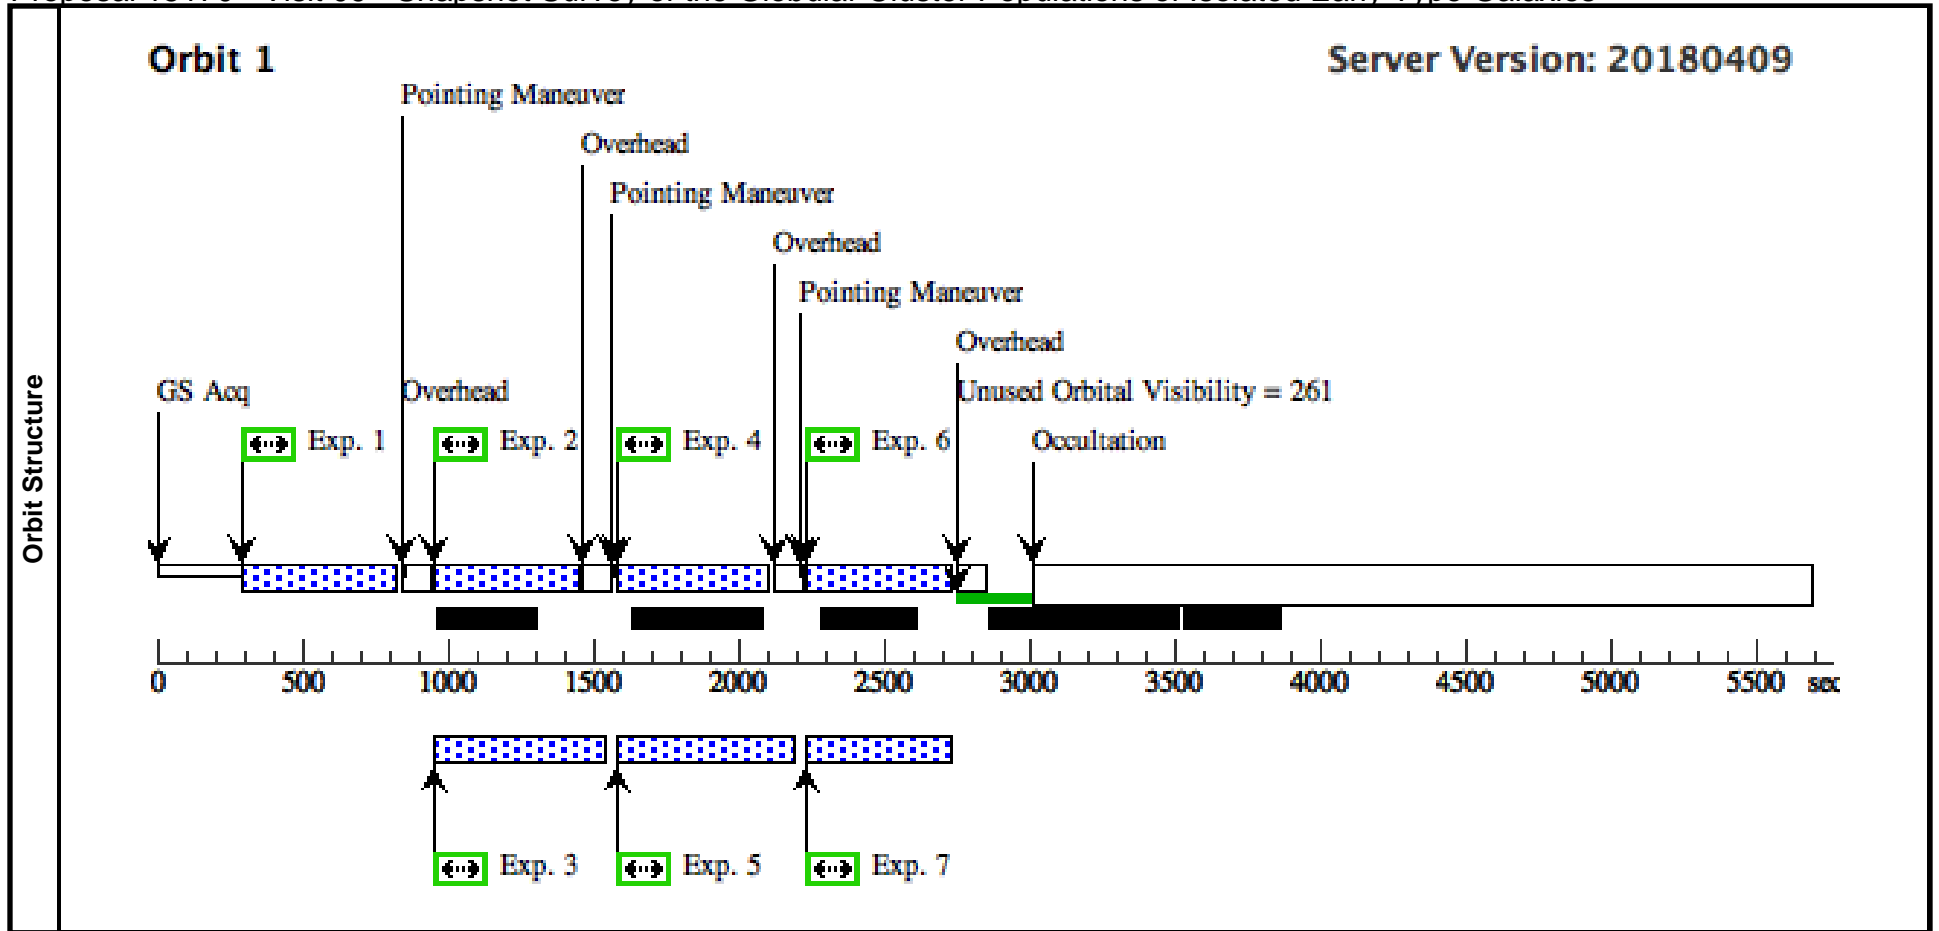 Orbit Structure
Orbit 1
Server Version: 20180409
Pointing Maneuver
Overhead
Pointing Maneuver
Overhead
Pointing Maneuver
Overhead
GS Acq
Overhead
Unused Orbital Visibility = 261
Exp. 1
Exp. 2
Exp. 4
Exp. 6
Occultation
0 500 1000 1500 2000 2500 3000 3500 4000 4500 5000 5500 sec
Exp. 3
Exp. 5
Exp. 7